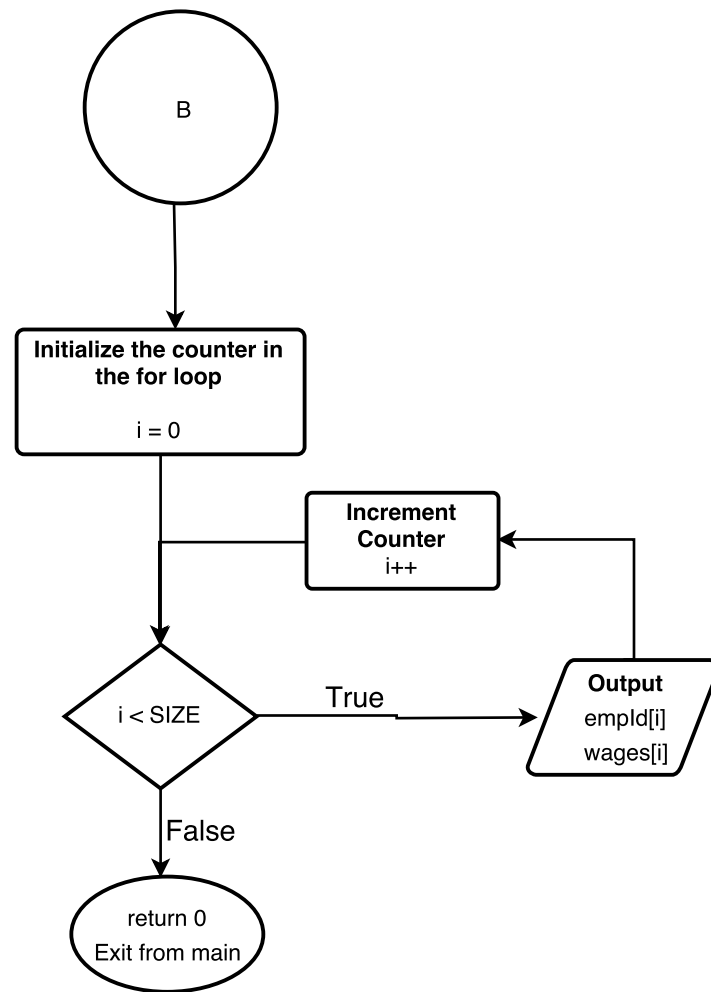 B
Initialize the counter in
the for loop
i = 0
Increment
Counter
i++
i < SIZE
True
Output
empId[i]
wages[i]
False
return 0
Exit from main